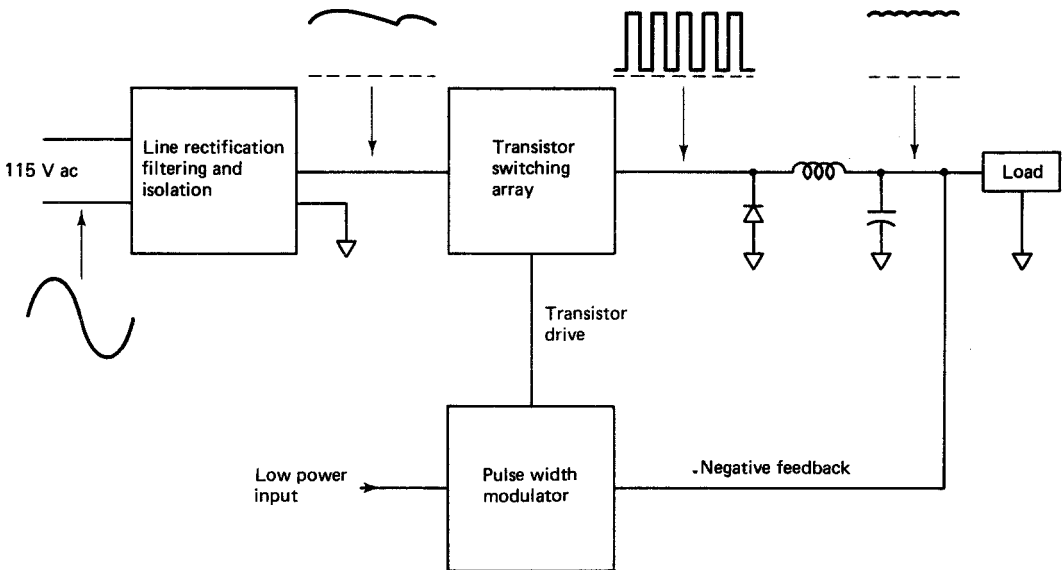 115 V ac
Line rectification
filtering and
isolation
Transistor
switching
array
Load
Transistor
drive
Low power
input
Pulse width
modulator
.Negative feedback